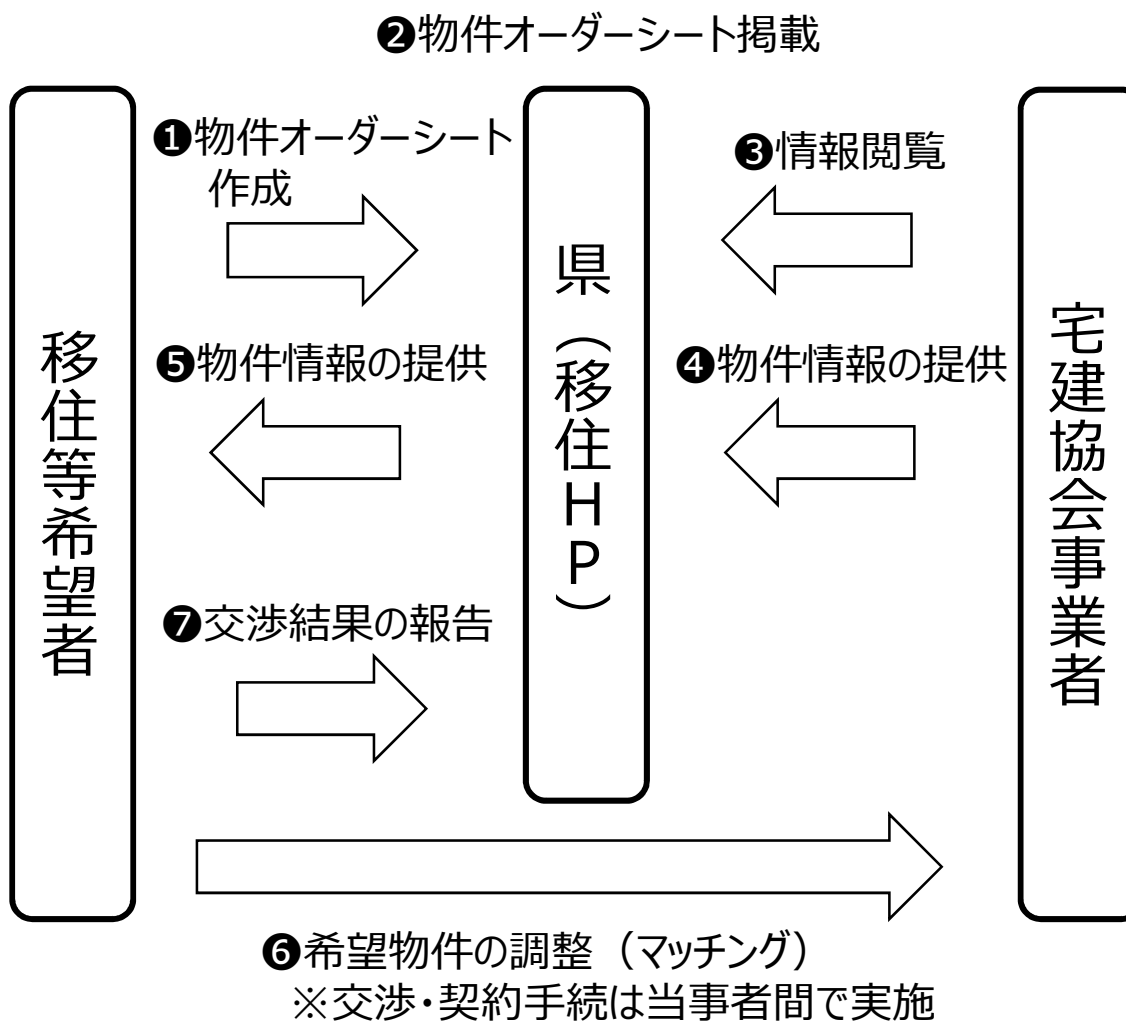 ❷物件オーダーシート掲載
❶物件オーダーシート
作成
❸情報閲覧
移住等希望者
県（移住HP）
宅建協会事業者
❺物件情報の提供
❹物件情報の提供
❼交渉結果の報告
❻希望物件の調整（マッチング）
※交渉・契約手続は当事者間で実施